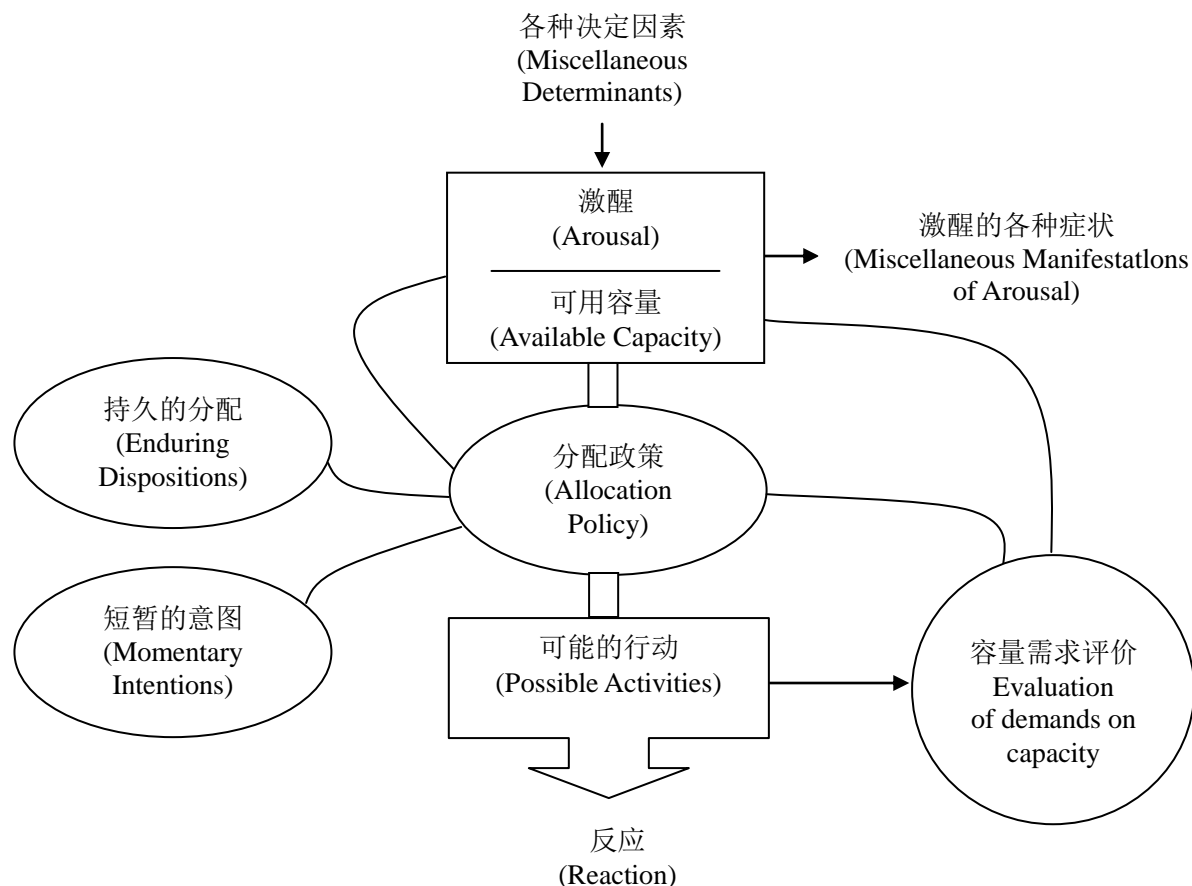 各种决定因素
(Miscellaneous
Determinants)
激醒
(Arousal)
可用容量
(Available Capacity)
激醒的各种症状
(Miscellaneous Manifestatlons
of Arousal)
持久的分配
(Enduring
Dispositions)
分配政策
(Allocation
Policy)
短暂的意图
(Momentary
Intentions)
可能的行动
(Possible Activities)
容量需求评价
Evaluation
of demands on
capacity
反应
(Reaction)